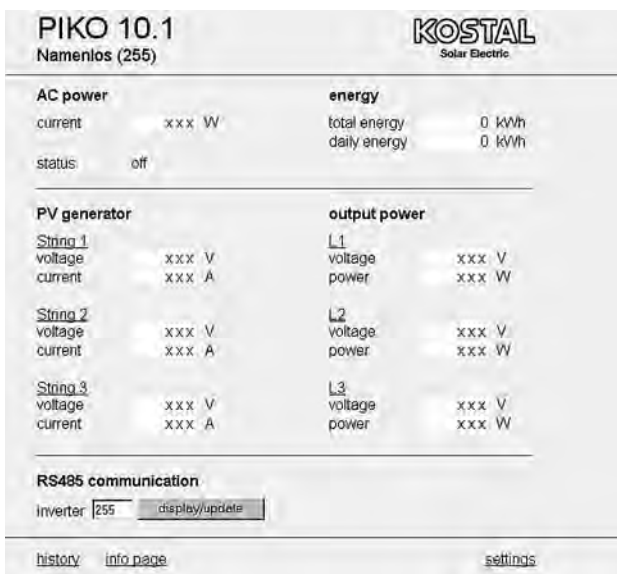 PIKO 10.1
Namenlos (255)
KOSTAL
Solar Electric
AC power
current xxx W
status off
energy
total energy 0 kWh
daily energy 0 kWh
PV generator
String 1
voltage xxx V
current xxx A
String 2
voltage xxx V
current xxx A
String 3
voltage xxx V
current xxx A
output power
L1
voltage xxx V
power xxx W
L2
voltage xxx V
power xxx W
L3
voltage xxx V
power xxx W
RS485 communication
inverter 255 display/update
history info page settings